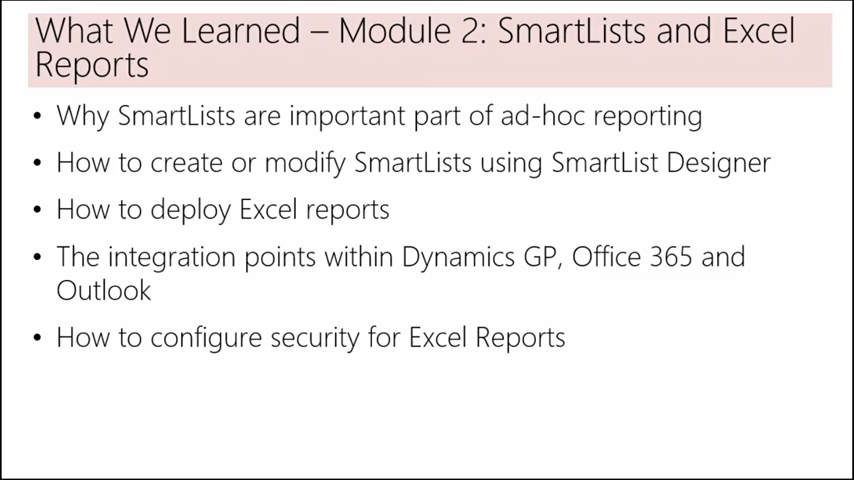 What We Learned – Module 2: SmartLists and Excel
Reports
• Why SmartLists are important part of ad-hoc reporting
• How to create or modify SmartLists using SmartList Designer
• How to deploy Excel reports
• The integration points within Dynamics GP, Office 365 and
Outlook
• How to configure security for Excel Reports